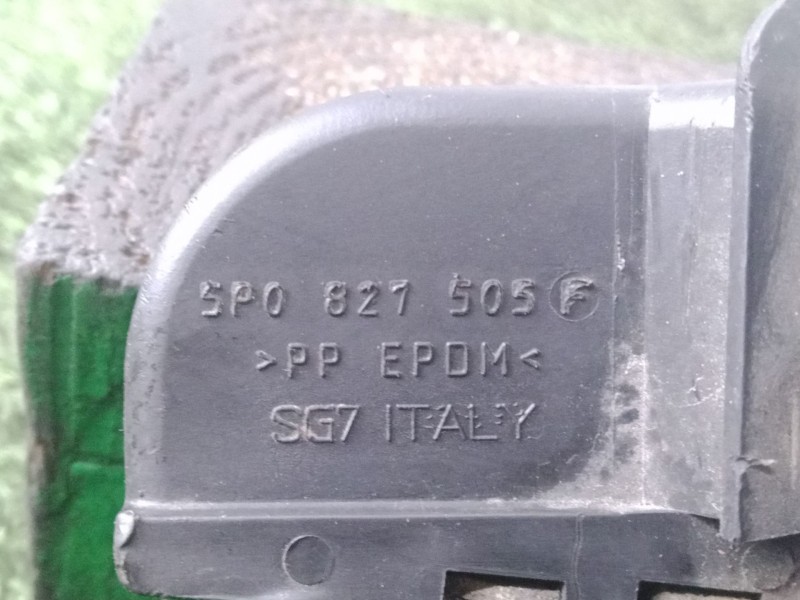 5P0 827 505 F
>PP EPDM<
SG7 ITALY